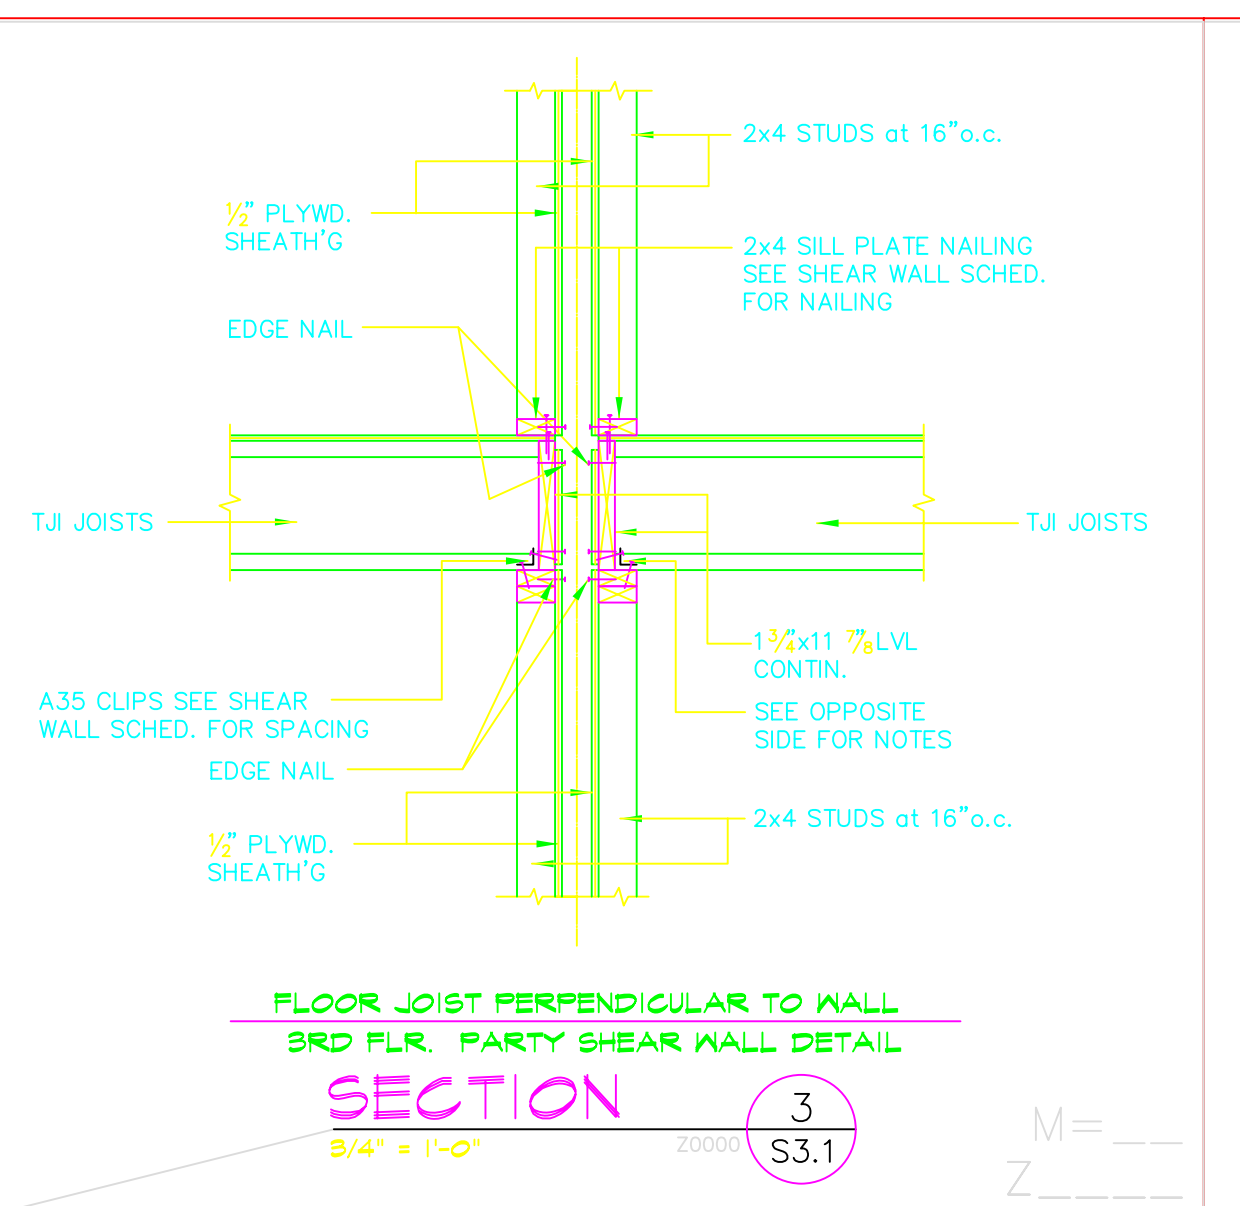 2x4 STUDS at 16"o.c.
½" PLYWD.
SHEATH'G
2x4 SILL PLATE NAILING
SEE SHEAR WALL SCHED.
FOR NAILING
EDGE NAIL
TJI JOISTS
TJI JOISTS
1 ¾"x11 ⅞"LVL
CONTIN.
A35 CLIPS SEE SHEAR
WALL SCHED. FOR SPACING
SEE OPPOSITE
SIDE FOR NOTES
EDGE NAIL
2x4 STUDS at 16"o.c.
½" PLYWD.
SHEATH'G
FLOOR JOIST PERPENDICULAR TO WALL
3RD FLR. PARTY SHEAR WALL DETAIL
SECTION
3
S3.1
3/4" = 1'-0"
Z0000
M=__
Z____